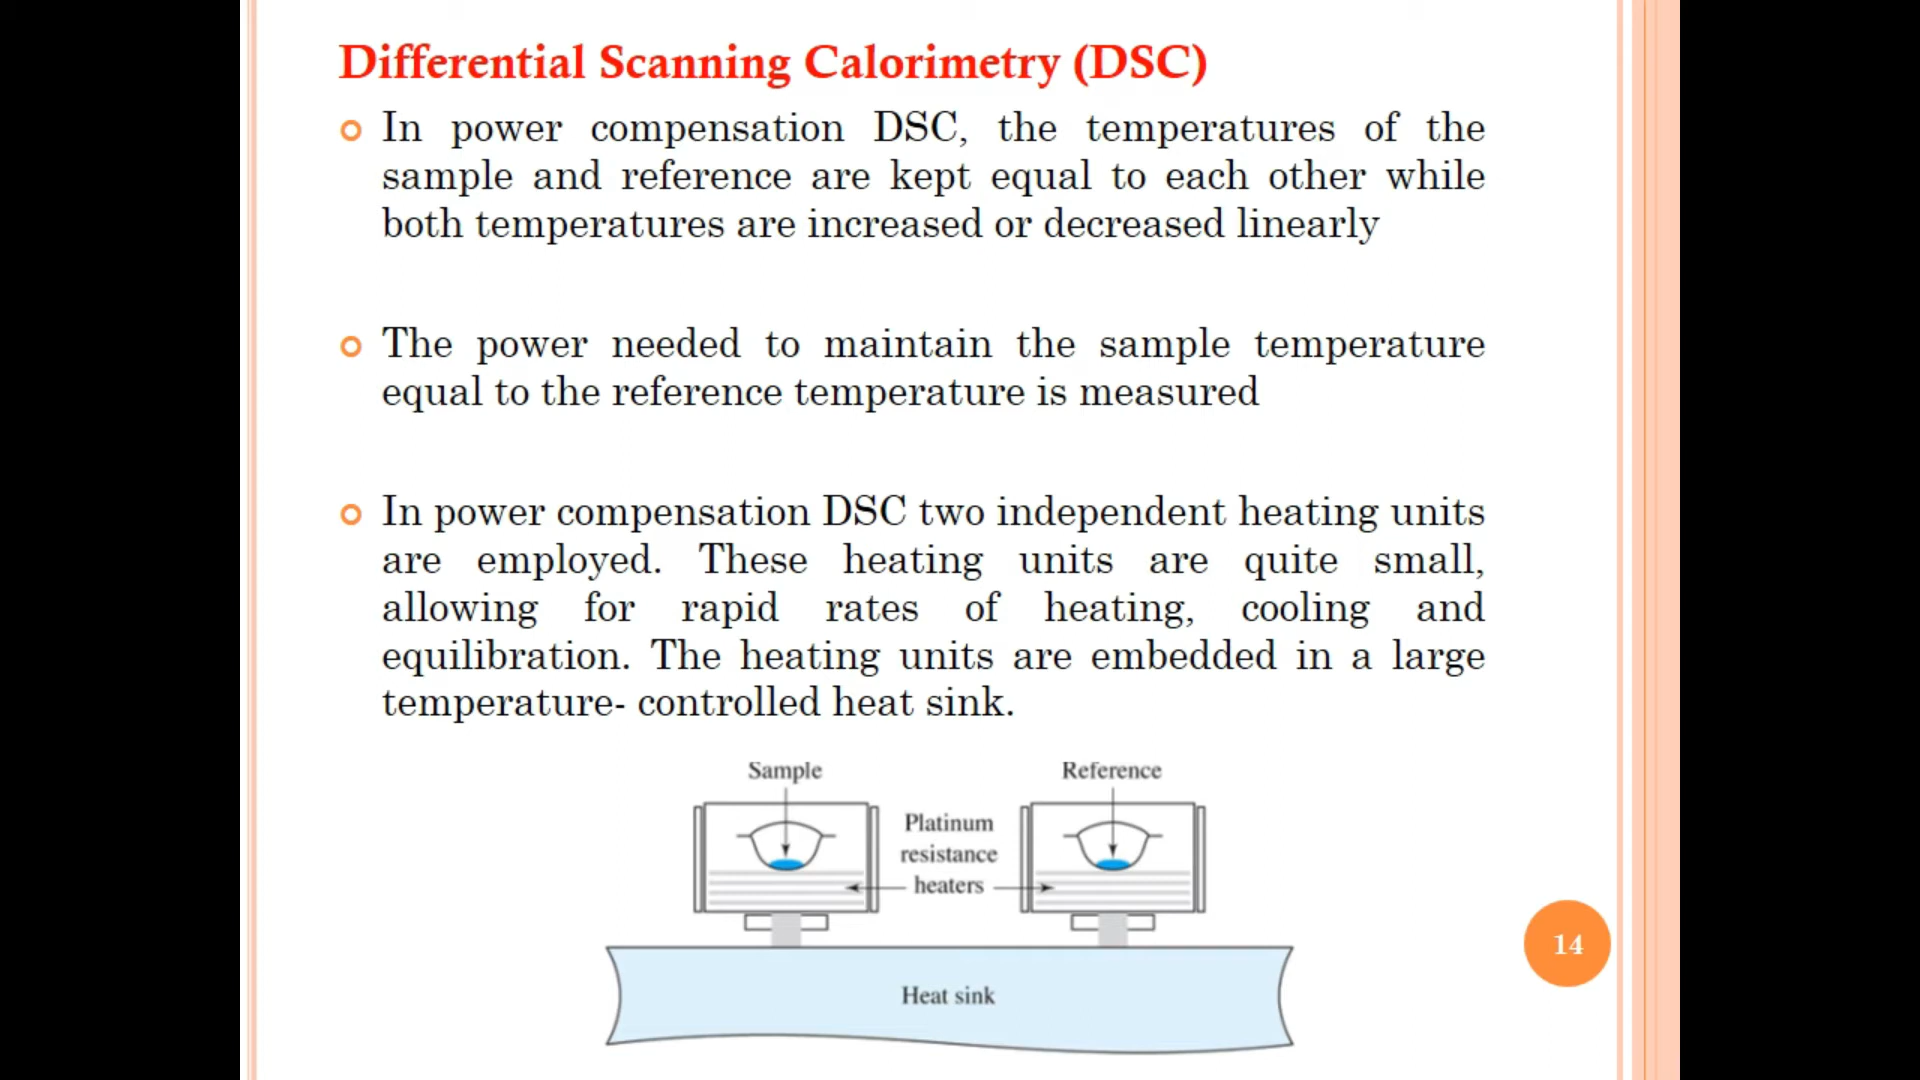 Differential Scanning Calorimetry (DSC)
In power compensation DSC, the temperatures of the
sample and reference are kept equal to each other while
both temperatures are increased or decreased linearly
The power needed to maintain the sample temperature
equal to the reference temperature is measured
In power compensation DSC two independent heating units
are employed. These heating units are quite small,
allowing for rapid rates of heating, cooling and
equilibration. The heating units are embedded in a large
temperature- controlled heat sink.
Sample
Reference
Platinum
resistance
heaters
Heat sink
14